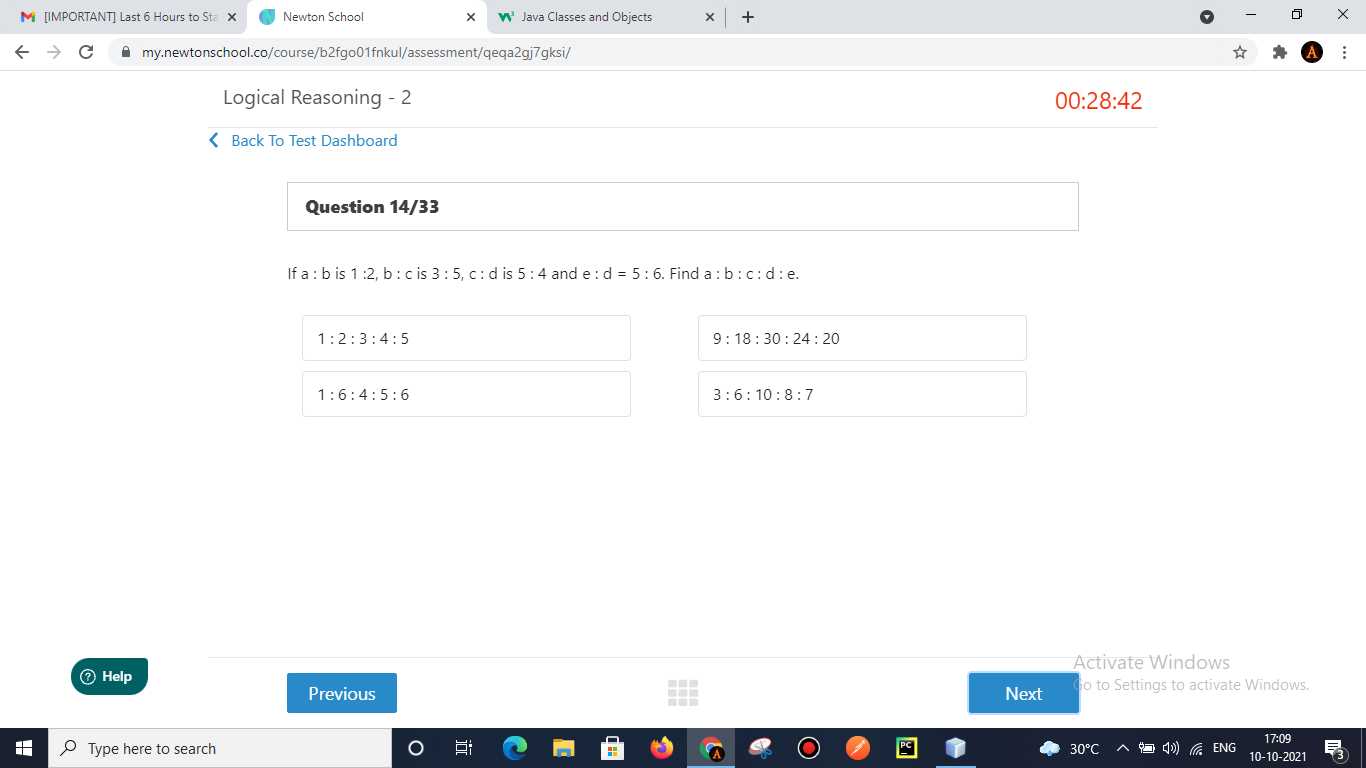 [IMPORTANT] Last 6 Hours to Sta
Newton School
Java Classes and Objects
my.newtonschool.co/course/b2fgo01fnkul/assessment/qeqa2gj7gksi/
A
Logical Reasoning - 2
00:28:42
Back To Test Dashboard
Question 14/33
If a : b is 1 :2, b : c is 3 : 5, c : d is 5 : 4 and e : d = 5 : 6. Find a : b : c : d : e.
1 : 2 : 3 : 4 : 5
9 : 18 : 30 : 24 : 20
1 : 6 : 4 : 5 : 6
3 : 6 : 10 : 8 : 7
Activate Windows
Go to Settings to activate Windows.
? Help
Previous
Next
Type here to search
A
PC
30°C
ENG
17:09
10-10-2021
3